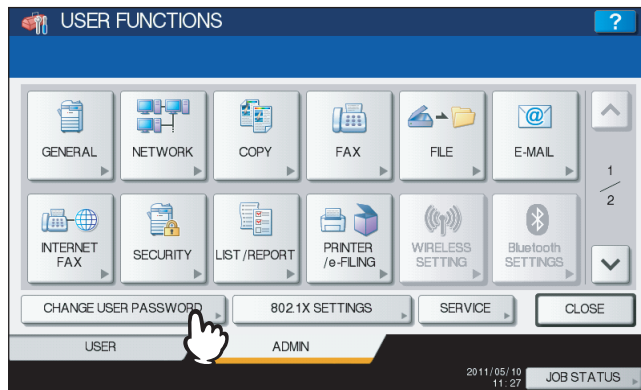 USER FUNCTIONS
?
GENERAL
NETWORK
COPY
FAX
FILE
E-MAIL
1
2
INTERNET
FAX
SECURITY
LIST/REPORT
PRINTER
/e-FILING
WIRELESS
SETTING
Bluetooth
SETTINGS
CHANGE USER PASSWORD
802.1X SETTINGS
SERVICE
CLOSE
USER
ADMIN
2011/05/10
11:27
JOB STATUS